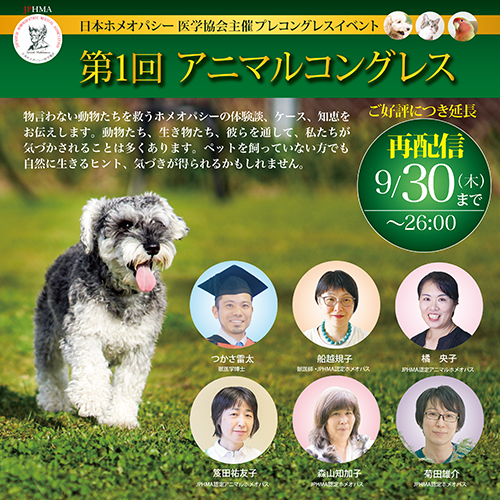 JPHMA
日本ホメオパシー 医学協会主催プレコングレスイベント
第1回 アニマルコングレス
物言わない動物たちを救うホメオパシーの体験談、ケース、知恵を
お伝えします。動物たち、生き物たち、彼らを通して、私たちが
気づかされることは多くあります。ペットを飼っていない方でも
自然に生きるヒント、気づきが得られるかもしれません。
ご好評につき延長
再配信
9/30(木)まで
～26:00
つかさ雷太
獣医学博士
船越規子
獣医師・JPHMA認定ホメオパス
橘 央子
JPHMA認定アニマルホメオパス
笈田祐友子
JPHMA認定アニマルホメオパス
森山知加子
JPHMA認定ホメオパス
菊田雄介
JPHMA認定ホメオパス